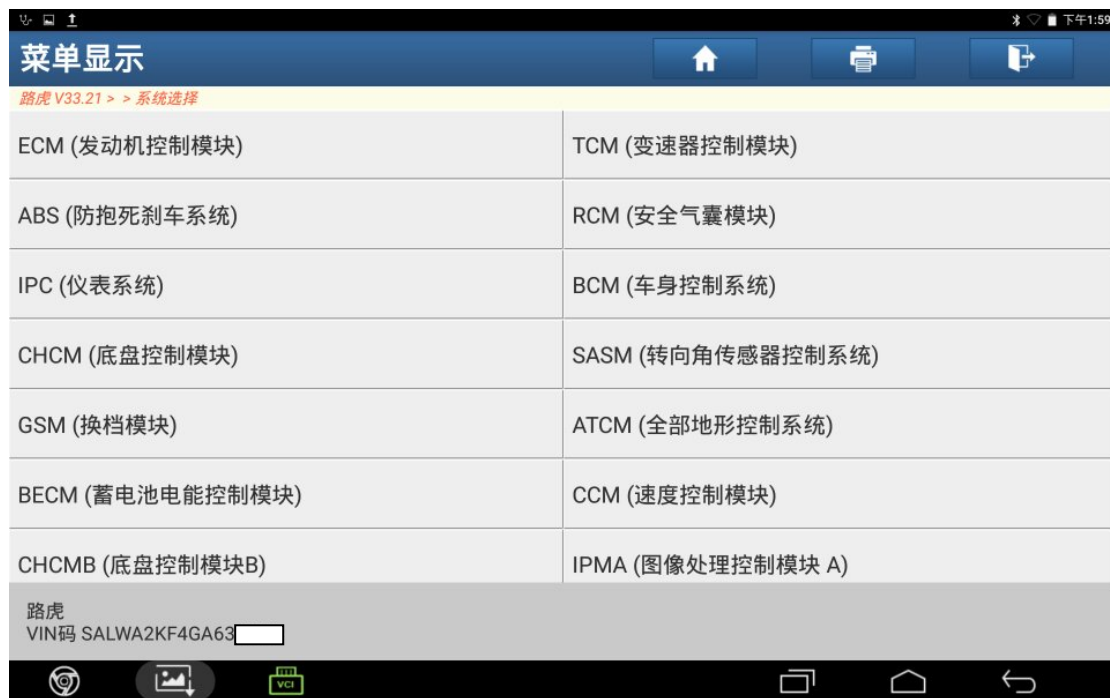 下午1:59
菜单显示
路虎 V33.21 > > 系统选择
ECM (发动机控制模块)
TCM (变速器控制模块)
ABS (防抱死刹车系统)
RCM (安全气囊模块)
IPC (仪表系统)
BCM (车身控制系统)
CHCM (底盘控制模块)
SASM (转向角传感器控制系统)
GSM (换档模块)
ATCM (全部地形控制系统)
BECM (蓄电池电能控制模块)
CCM (速度控制模块)
CHCMB (底盘控制模块B)
IPMA (图像处理控制模块 A)
路虎
VIN码 SALWA2KF4GA63
VCI